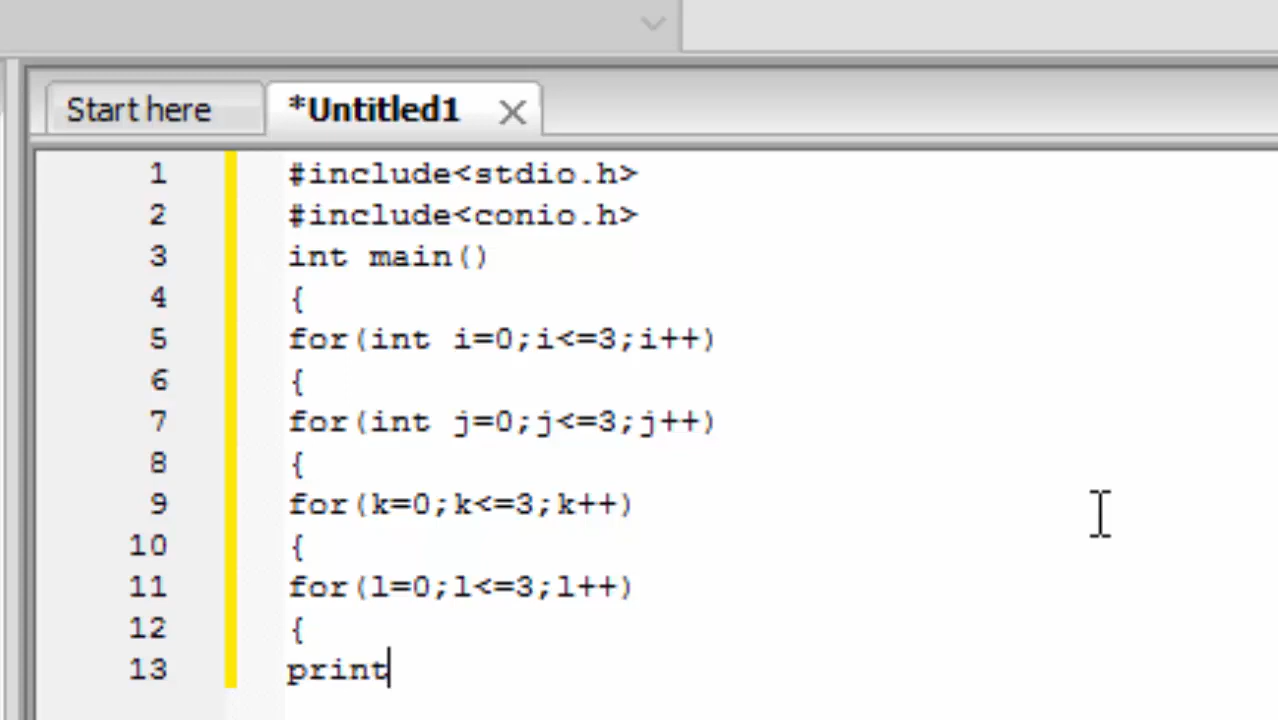 Start here
*Untitled1
1 #include<stdio.h>
2 #include<conio.h>
3 int main()
4 {
5 for(int i=0;i<=3;i++)
6 {
7 for(int j=0;j<=3;j++)
8 {
9 for(k=0;k<=3;k++)
10 {
11 for(l=0;l<=3;l++)
12 {
13 print